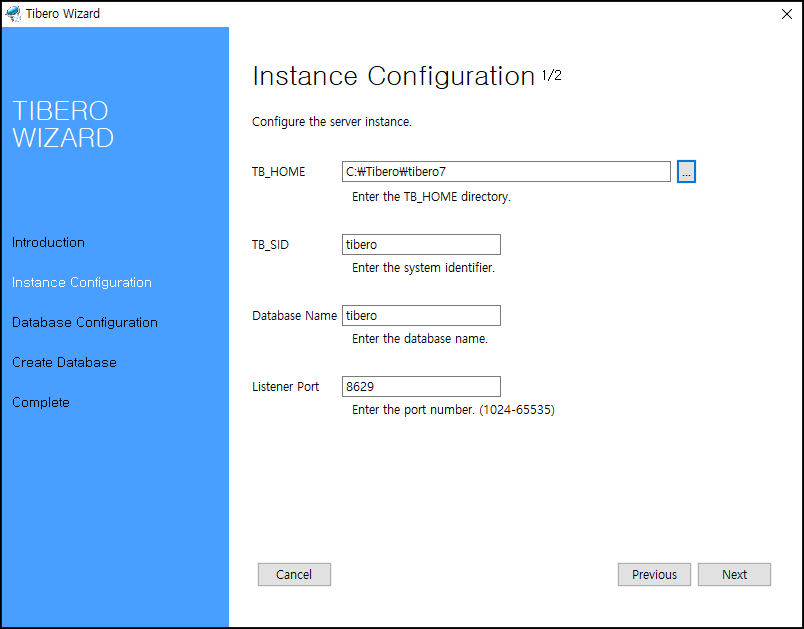 Tibero Wizard
TIBERO
WIZARD
Introduction
Instance Configuration
Database Configuration
Create Database
Complete
Instance Configuration 1/2
Configure the server instance.
TB_HOME C:₩Tibero₩tibero7 ...
Enter the TB_HOME directory.
TB_SID tibero
Enter the system identifier.
Database Name tibero
Enter the database name.
Listener Port 8629
Enter the port number. (1024-65535)
Cancel Previous Next